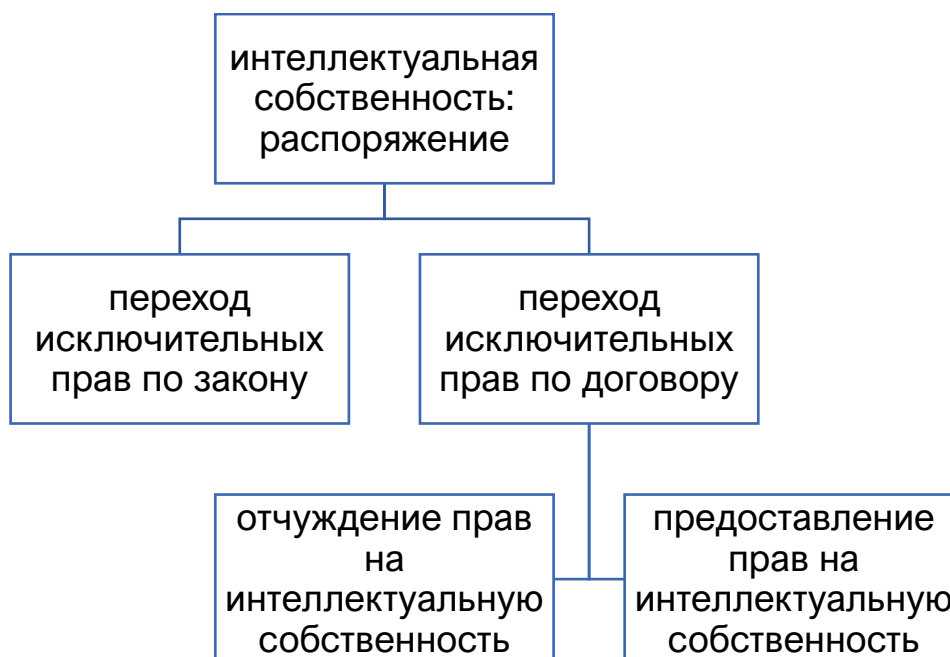 интеллектуальная
собственность:
распоряжение
переход
исключительных
прав по закону
переход
исключительных
прав по договору
отчуждение прав
на
интеллектуальную
собственность
предоставление
прав на
интеллектуальную
собственность